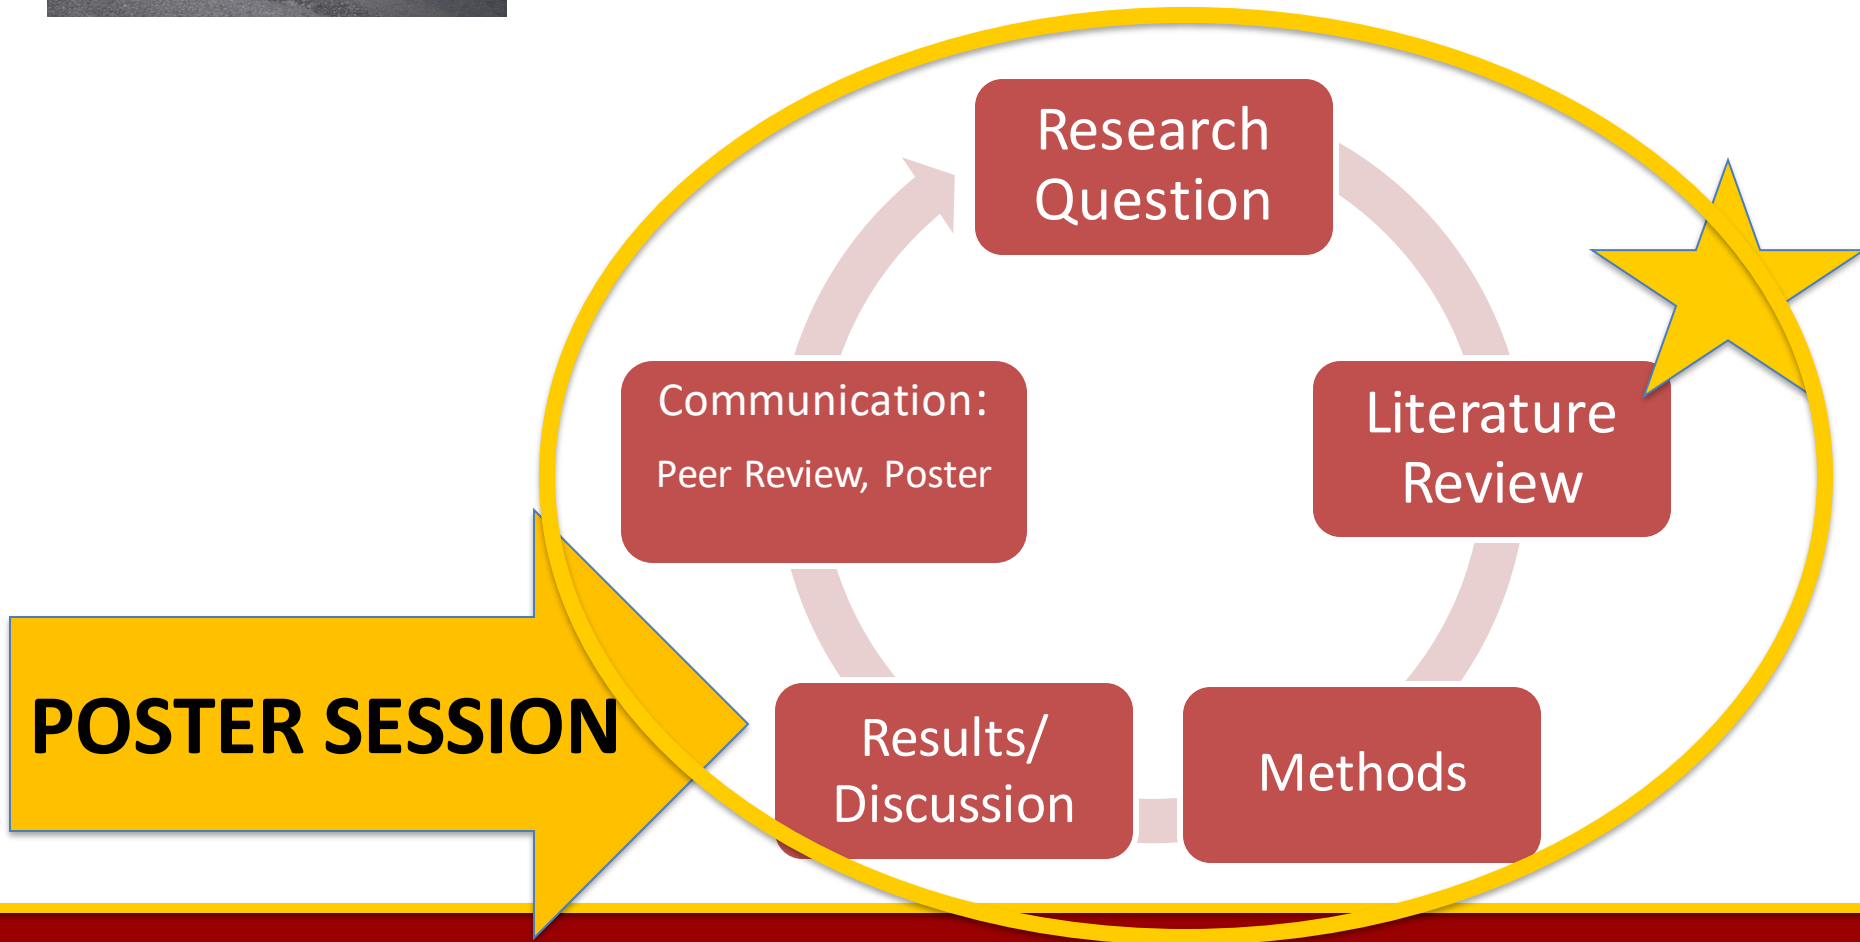 Research
Question
Literature
Review
Methods
Results/
Discussion
Communication:
Peer Review, Poster
POSTER SESSION